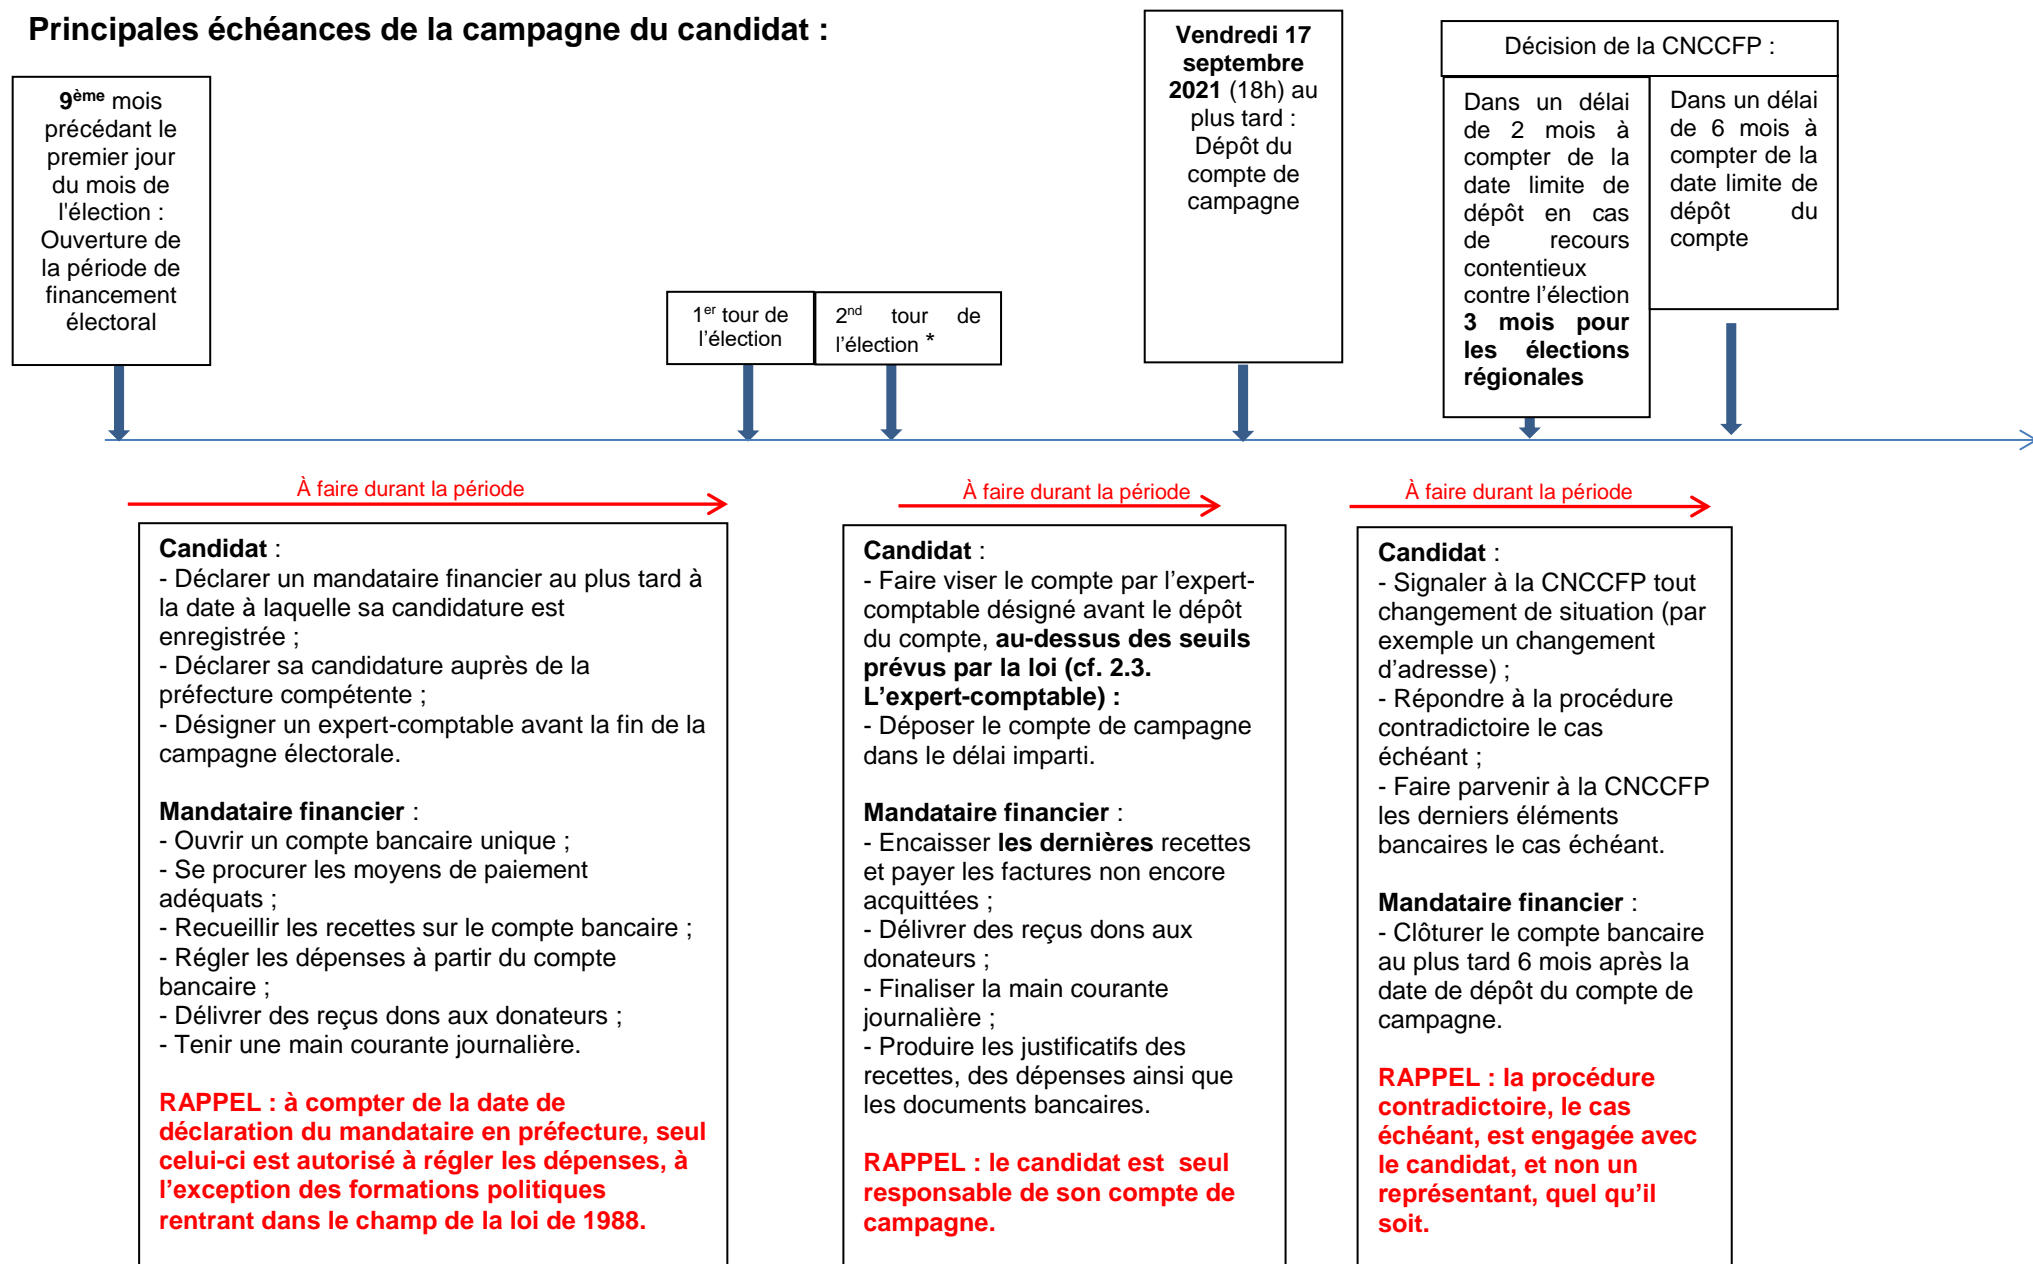 Principales échéances de la campagne du candidat :
9ème mois
précédant le
premier jour
du mois de
l'élection :
Ouverture de
la période de
financement
électoral
1er tour de
l’élection
2nd tour de
l’élection *
Vendredi 17
septembre
2021 (18h) au
plus tard :
Dépôt du
compte de
campagne
Décision de la CNCCFP :
Dans un délai
de 2 mois à
compter de la
date limite de
dépôt en cas
de recours
contentieux
contre l’élection
3 mois pour
les élections
régionales
Dans un délai
de 6 mois à
compter de la
date limite de
dépôt du
compte
À faire durant la période
Candidat :
- Déclarer un mandataire financier au plus tard à
la date à laquelle sa candidature est
enregistrée ;
- Déclarer sa candidature auprès de la
préfecture compétente ;
- Désigner un expert-comptable avant la fin de la
campagne électorale.
Mandataire financier :
- Ouvrir un compte bancaire unique ;
- Se procurer les moyens de paiement
adéquats ;
- Recueillir les recettes sur le compte bancaire ;
- Régler les dépenses à partir du compte
bancaire ;
- Délivrer des reçus dons aux donateurs ;
- Tenir une main courante journalière.
RAPPEL : à compter de la date de
déclaration du mandataire en préfecture, seul
celui-ci est autorisé à régler les dépenses, à
l’exception des formations politiques
rentrant dans le champ de la loi de 1988.
À faire durant la période
Candidat :
- Faire viser le compte par l’expert-
comptable désigné avant le dépôt
du compte, au-dessus des seuils
prévus par la loi (cf. 2.3.
L’expert-comptable) :
- Déposer le compte de campagne
dans le délai imparti.
Mandataire financier :
- Encaisser les dernières recettes
et payer les factures non encore
acquittées ;
- Délivrer des reçus dons aux
donateurs ;
- Finaliser la main courante
journalière ;
- Produire les justificatifs des
recettes, des dépenses ainsi que
les documents bancaires.
RAPPEL : le candidat est seul
responsable de son compte de
campagne.
À faire durant la période
Candidat :
- Signaler à la CNCCFP tout
changement de situation (par
exemple un changement
d’adresse) ;
- Répondre à la procédure
contradictoire le cas
échéant ;
- Faire parvenir à la CNCCFP
les derniers éléments
bancaires le cas échéant.
Mandataire financier :
- Clôturer le compte bancaire
au plus tard 6 mois après la
date de dépôt du compte de
campagne.
RAPPEL : la procédure
contradictoire, le cas
échéant, est engagée avec
le candidat, et non un
représentant, quel qu’il
soit.